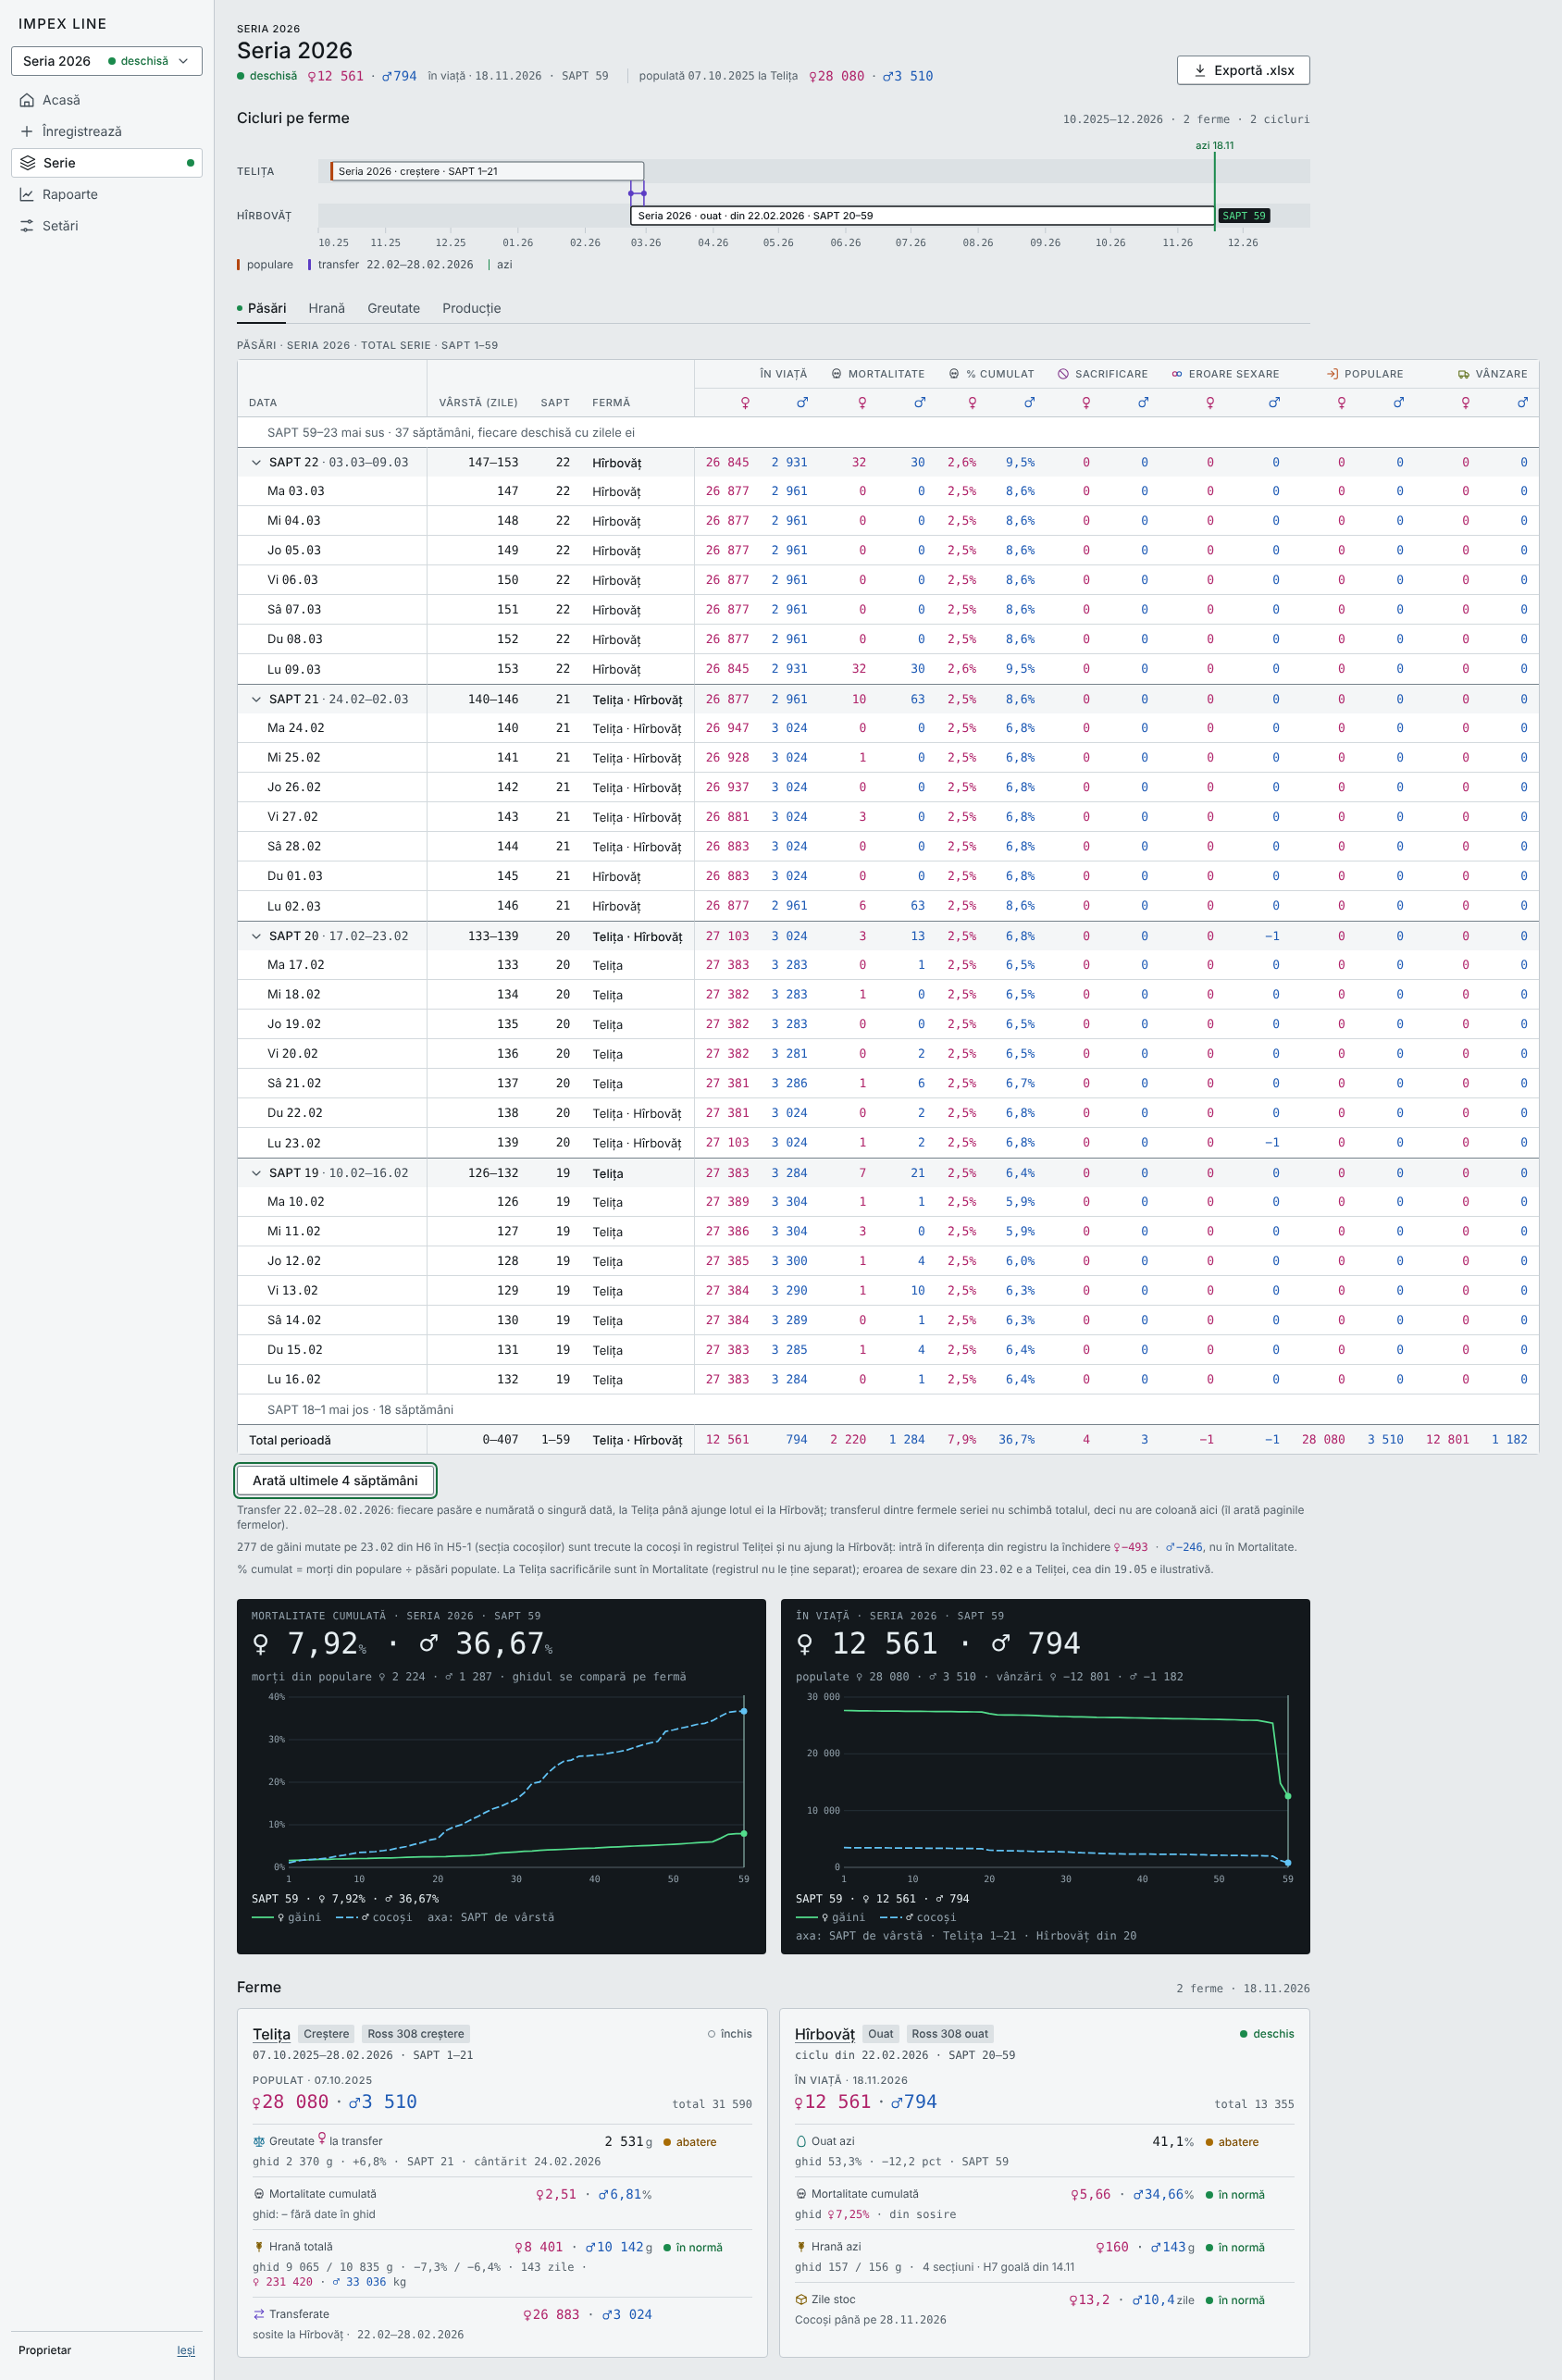 IMPEX LINE
Seria 2026 deschisă
Acasă
Înregistrează
Serie
Rapoarte
Setări
SERIA 2026
Seria 2026
deschisă ♀12 561 · ♂794 în viață · 18.11.2026 · SAPT 59 populată 07.10.2025 la Telița ♀28 080 · ♂3 510
Exportă .xlsx
Cicluri pe ferme
10.2025–12.2026 · 2 ferme · 2 cicluri
azi 18.11
TELIȚA Seria 2026 · creștere · SAPT 1–21
HÎRBOVĂȚ Seria 2026 · ouat · din 22.02.2026 · SAPT 20–59 SAPT 59
10.25 11.25 12.25 01.26 02.26 03.26 04.26 05.26 06.26 07.26 08.26 09.26 10.26 11.26 12.26
populare transfer 22.02–28.02.2026 azi
Păsări Hrană Greutate Producție
PĂSĂRI · SERIA 2026 · TOTAL SERIE · SAPT 1–59
ÎN VIAȚĂ MORTALITATE % CUMULAT SACRIFICARE EROARE SEXARE POPULARE VÂNZARE
DATA VÂRSTĂ (ZILE) SAPT FERMĂ ♀ ♂ ♀ ♂ ♀ ♂ ♀ ♂ ♀ ♂ ♀ ♂ ♀ ♂
SAPT 59–23 mai sus · 37 săptămâni, fiecare deschisă cu zilele ei
SAPT 22 · 03.03–09.03 147–153 22 Hîrbovăț 26 845 2 931 32 30 2,6% 9,5% 0 0 0 0 0 0 0 0
Ma 03.03 147 22 Hîrbovăț 26 877 2 961 0 0 2,5% 8,6% 0 0 0 0 0 0 0 0
Mi 04.03 148 22 Hîrbovăț 26 877 2 961 0 0 2,5% 8,6% 0 0 0 0 0 0 0 0
Jo 05.03 149 22 Hîrbovăț 26 877 2 961 0 0 2,5% 8,6% 0 0 0 0 0 0 0 0
Vi 06.03 150 22 Hîrbovăț 26 877 2 961 0 0 2,5% 8,6% 0 0 0 0 0 0 0 0
Sâ 07.03 151 22 Hîrbovăț 26 877 2 961 0 0 2,5% 8,6% 0 0 0 0 0 0 0 0
Du 08.03 152 22 Hîrbovăț 26 877 2 961 0 0 2,5% 8,6% 0 0 0 0 0 0 0 0
Lu 09.03 153 22 Hîrbovăț 26 845 2 931 32 30 2,6% 9,5% 0 0 0 0 0 0 0 0
SAPT 21 · 24.02–02.03 140–146 21 Telița · Hîrbovăț 26 877 2 961 10 63 2,5% 8,6% 0 0 0 0 0 0 0 0
Ma 24.02 140 21 Telița · Hîrbovăț 26 947 3 024 0 0 2,5% 6,8% 0 0 0 0 0 0 0 0
Mi 25.02 141 21 Telița · Hîrbovăț 26 928 3 024 1 0 2,5% 6,8% 0 0 0 0 0 0 0 0
Jo 26.02 142 21 Telița · Hîrbovăț 26 937 3 024 0 0 2,5% 6,8% 0 0 0 0 0 0 0 0
Vi 27.02 143 21 Telița · Hîrbovăț 26 881 3 024 3 0 2,5% 6,8% 0 0 0 0 0 0 0 0
Sâ 28.02 144 21 Telița · Hîrbovăț 26 883 3 024 0 0 2,5% 6,8% 0 0 0 0 0 0 0 0
Du 01.03 145 21 Hîrbovăț 26 883 3 024 0 0 2,5% 6,8% 0 0 0 0 0 0 0 0
Lu 02.03 146 21 Hîrbovăț 26 877 2 961 6 63 2,5% 8,6% 0 0 0 0 0 0 0 0
SAPT 20 · 17.02–23.02 133–139 20 Telița · Hîrbovăț 27 103 3 024 3 13 2,5% 6,8% 0 0 0 −1 0 0 0 0
Ma 17.02 133 20 Telița 27 383 3 283 0 1 2,5% 6,5% 0 0 0 0 0 0 0 0
Mi 18.02 134 20 Telița 27 382 3 283 1 0 2,5% 6,5% 0 0 0 0 0 0 0 0
Jo 19.02 135 20 Telița 27 382 3 283 0 0 2,5% 6,5% 0 0 0 0 0 0 0 0
Vi 20.02 136 20 Telița 27 382 3 281 0 2 2,5% 6,5% 0 0 0 0 0 0 0 0
Sâ 21.02 137 20 Telița 27 381 3 286 1 6 2,5% 6,7% 0 0 0 0 0 0 0 0
Du 22.02 138 20 Telița · Hîrbovăț 27 381 3 024 0 2 2,5% 6,8% 0 0 0 0 0 0 0 0
Lu 23.02 139 20 Telița · Hîrbovăț 27 103 3 024 1 2 2,5% 6,8% 0 0 0 −1 0 0 0 0
SAPT 19 · 10.02–16.02 126–132 19 Telița 27 383 3 284 7 21 2,5% 6,4% 0 0 0 0 0 0 0 0
Ma 10.02 126 19 Telița 27 389 3 304 1 1 2,5% 5,9% 0 0 0 0 0 0 0 0
Mi 11.02 127 19 Telița 27 386 3 304 3 0 2,5% 5,9% 0 0 0 0 0 0 0 0
Jo 12.02 128 19 Telița 27 385 3 300 1 4 2,5% 6,0% 0 0 0 0 0 0 0 0
Vi 13.02 129 19 Telița 27 384 3 290 1 10 2,5% 6,3% 0 0 0 0 0 0 0 0
Sâ 14.02 130 19 Telița 27 384 3 289 0 1 2,5% 6,3% 0 0 0 0 0 0 0 0
Du 15.02 131 19 Telița 27 383 3 285 1 4 2,5% 6,4% 0 0 0 0 0 0 0 0
Lu 16.02 132 19 Telița 27 383 3 284 0 1 2,5% 6,4% 0 0 0 0 0 0 0 0
SAPT 18–1 mai jos · 18 săptămâni
Total perioadă 0–407 1–59 Telița · Hîrbovăț 12 561 794 2 220 1 284 7,9% 36,7% 4 3 −1 −1 28 080 3 510 12 801 1 182
Arată ultimele 4 săptămâni
Transfer 22.02–28.02.2026: fiecare pasăre e numărată o singură dată, la Telița până ajunge lotul ei la Hîrbovăț; transferul dintre fermele seriei nu schimbă totalul, deci nu are coloană aici (îl arată paginile
fermelor).
277 de găini mutate pe 23.02 din H6 în H5-1 (secția cocoșilor) sunt trecute la cocoși în registrul Teliței și nu ajung la Hîrbovăț: intră în diferența din registru la închidere ♀−493 · ♂−246, nu în Mortalitate.
% cumulat = morți din populare ÷ păsări populate. La Telița sacrificările sunt în Mortalitate (registrul nu le ține separat); eroarea de sexare din 23.02 e a Teliței, cea din 19.05 e ilustrativă.
MORTALITATE CUMULATĂ · SERIA 2026 · SAPT 59
♀ 7,92% · ♂ 36,67%
morți din populare ♀ 2 224 · ♂ 1 287 · ghidul se compară pe fermă
40%
30%
20%
10%
0%
1 10 20 30 40 50 59
SAPT 59 · ♀ 7,92% · ♂ 36,67%
♀ găini ♂ cocoși axa: SAPT de vârstă
ÎN VIAȚĂ · SERIA 2026 · SAPT 59
♀ 12 561 · ♂ 794
populate ♀ 28 080 · ♂ 3 510 · vânzări ♀ −12 801 · ♂ −1 182
30 000
20 000
10 000
0
1 10 20 30 40 50 59
SAPT 59 · ♀ 12 561 · ♂ 794
♀ găini ♂ cocoși
axa: SAPT de vârstă · Telița 1–21 · Hîrbovăț din 20
Ferme
2 ferme · 18.11.2026
Telița Creștere Ross 308 creștere închis
07.10.2025–28.02.2026 · SAPT 1–21
POPULAT · 07.10.2025
♀28 080 · ♂3 510 total 31 590
Greutate ♀ la transfer 2 531 g abatere
ghid 2 370 g · +6,8% · SAPT 21 · cântărit 24.02.2026
Mortalitate cumulată ♀2,51 · ♂6,81%
ghid: – fără date în ghid
Hrană totală ♀8 401 · ♂10 142 g în normă
ghid 9 065 / 10 835 g · −7,3% / −6,4% · 143 zile ·
♀ 231 420 · ♂ 33 036 kg
Transferate ♀26 883 · ♂3 024
sosite la Hîrbovăț · 22.02–28.02.2026
Hîrbovăț Ouat Ross 308 ouat deschis
ciclu din 22.02.2026 · SAPT 20–59
ÎN VIAȚĂ · 18.11.2026
♀12 561 · ♂794 total 13 355
Ouat azi 41,1% abatere
ghid 53,3% · −12,2 pct · SAPT 59
Mortalitate cumulată ♀5,66 · ♂34,66% în normă
ghid ♀7,25% · din sosire
Hrană azi ♀160 · ♂143 g în normă
ghid 157 / 156 g · 4 secțiuni · H7 goală din 14.11
Zile stoc ♀13,2 · ♂10,4 zile în normă
Cocoși până pe 28.11.2026
Proprietar Ieși